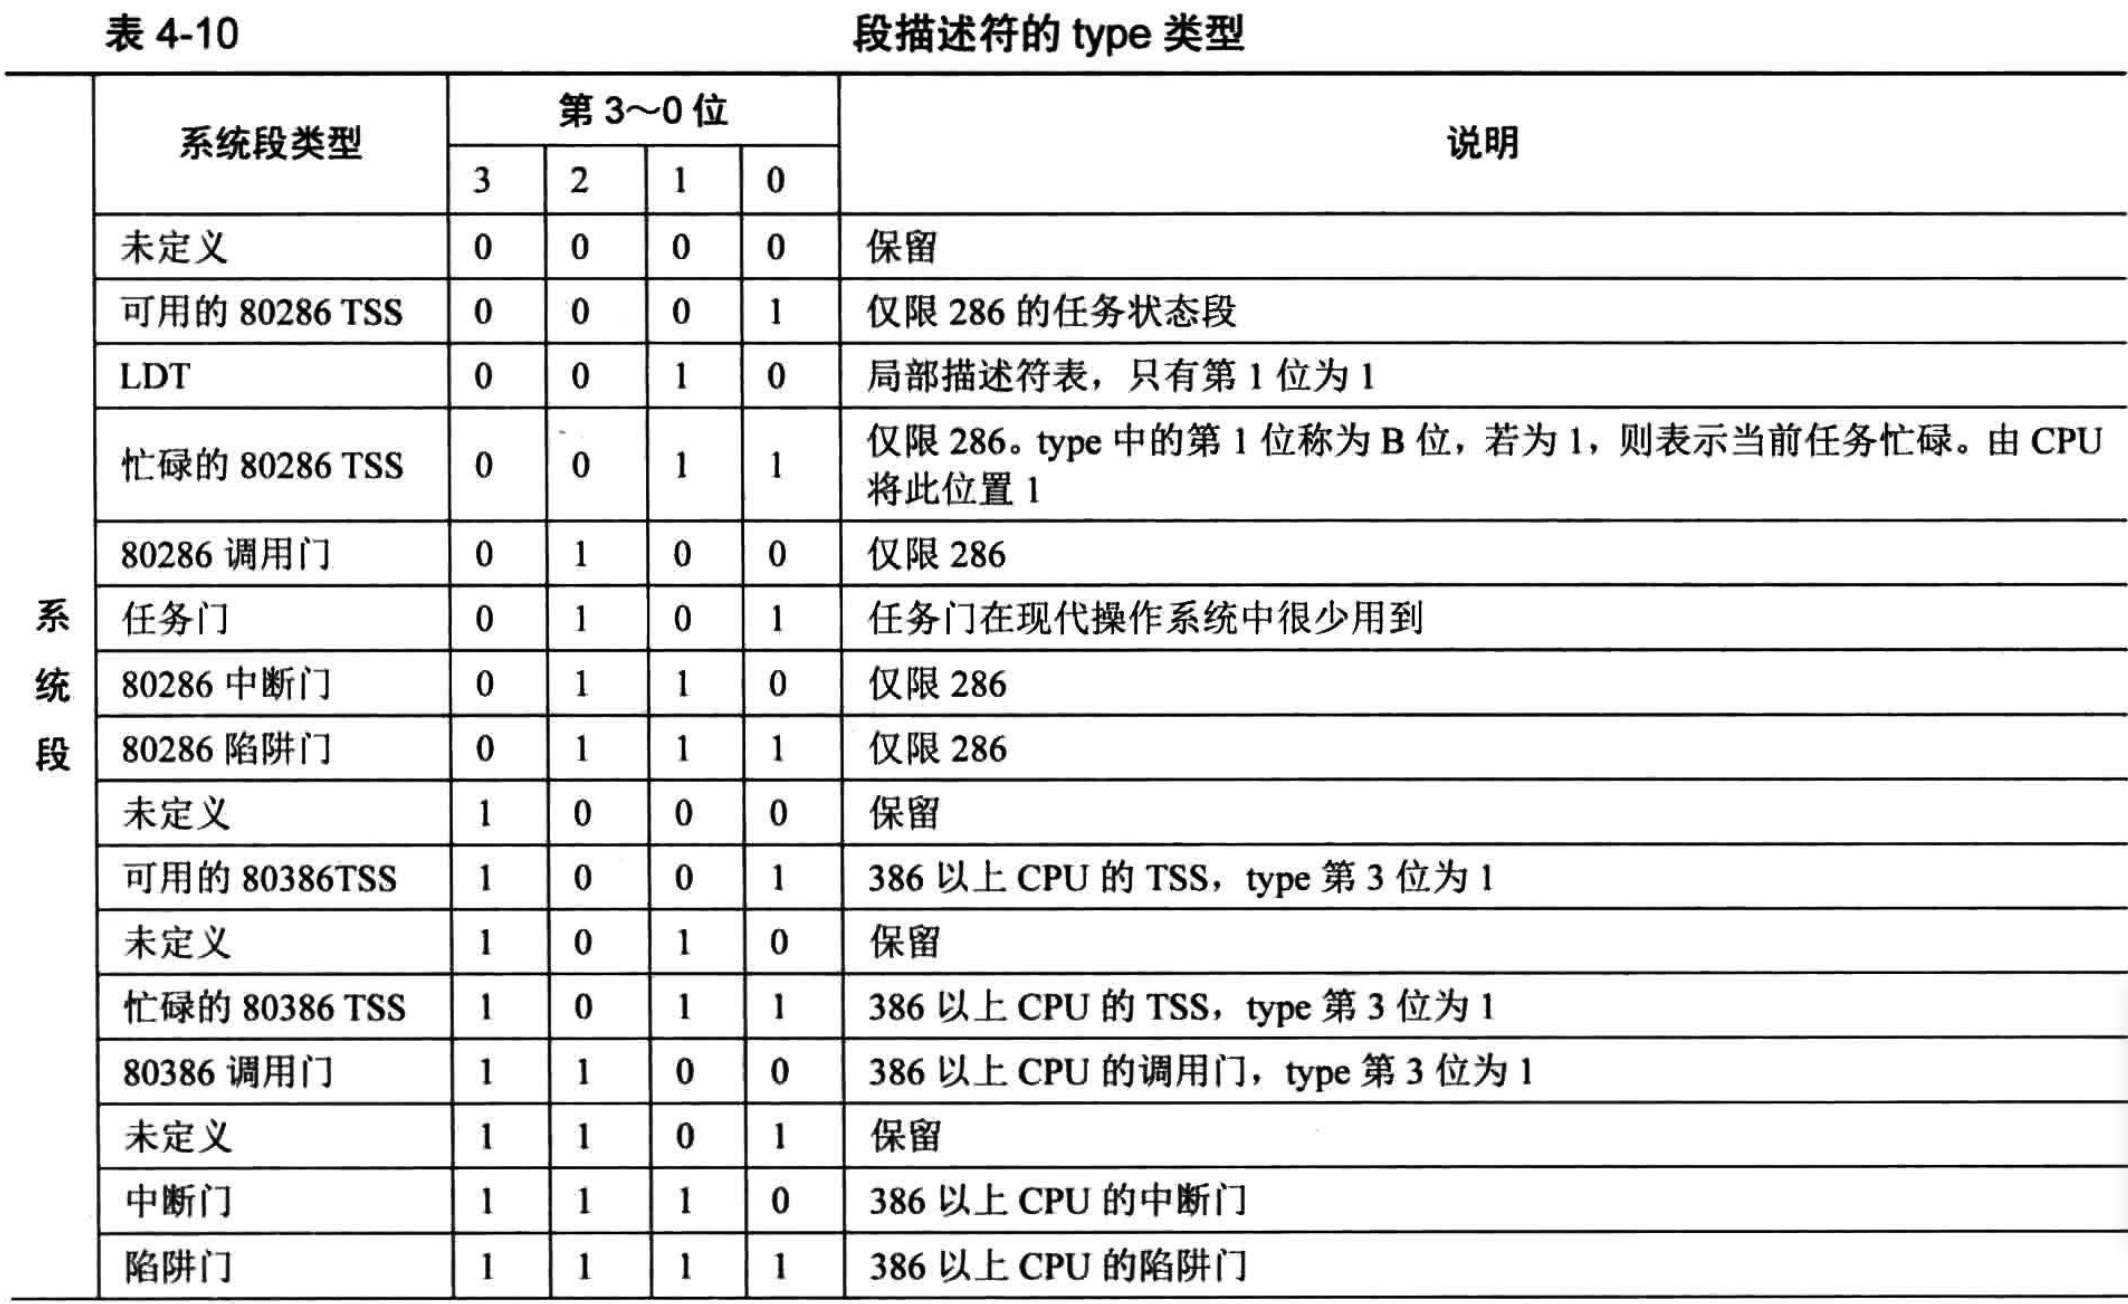 表 4-10 段描述符的 type 类型
系统段类型 第 3～0 位 说明
3 2 1 0
系统段
未定义 0 0 0 0 保留
可用的 80286 TSS 0 0 0 1 仅限 286 的任务状态段
LDT 0 0 1 0 局部描述符表，只有第 1 位为 1
忙碌的 80286 TSS 0 0 1 1 仅限 286。type 中的第 1 位称为 B 位，若为 1，则表示当前任务忙碌。由 CPU
将此位置 1
80286 调用门 0 1 0 0 仅限 286
任务门 0 1 0 1 任务门在现代操作系统中很少用到
80286 中断门 0 1 1 0 仅限 286
80286 陷阱门 0 1 1 1 仅限 286
未定义 1 0 0 0 保留
可用的 80386TSS 1 0 0 1 386 以上 CPU 的 TSS，type 第 3 位为 1
未定义 1 0 1 0 保留
忙碌的 80386 TSS 1 0 1 1 386 以上 CPU 的 TSS，type 第 3 位为 1
80386 调用门 1 1 0 0 386 以上 CPU 的调用门，type 第 3 位为 1
未定义 1 1 0 1 保留
中断门 1 1 1 0 386 以上 CPU 的中断门
陷阱门 1 1 1 1 386 以上 CPU 的陷阱门